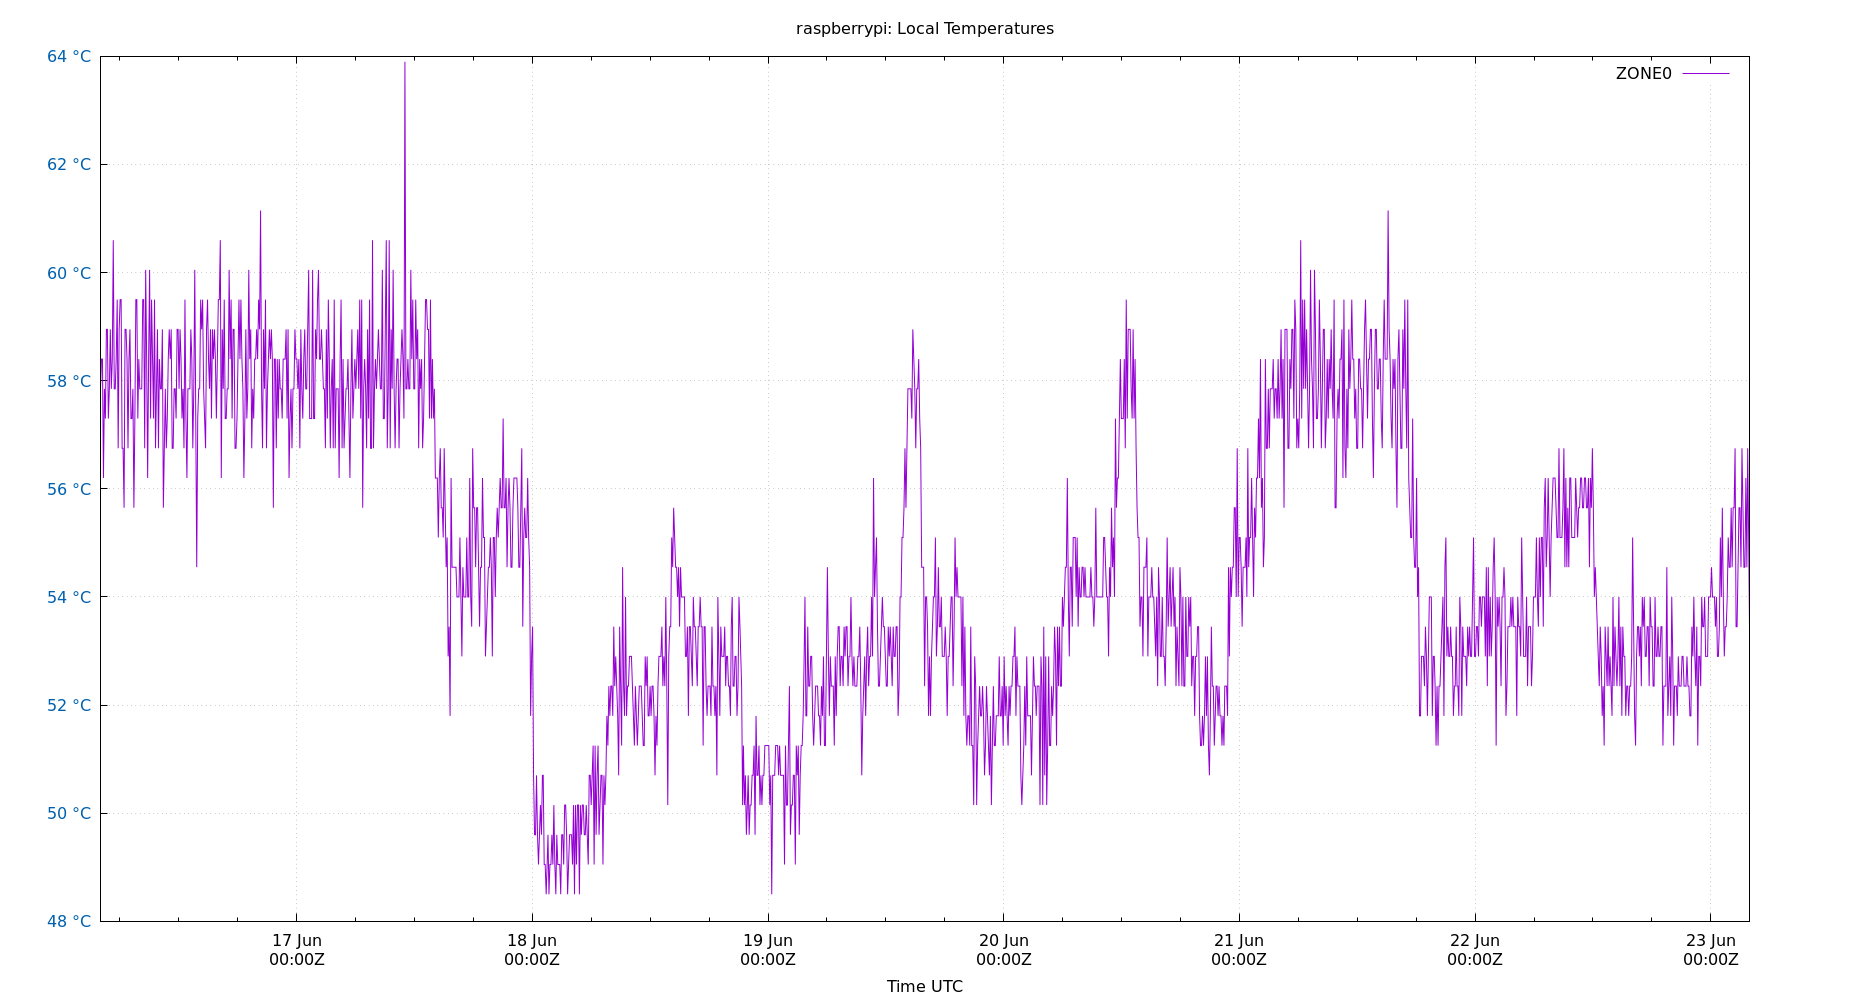 raspberrypi: Local Temperatures
64 °C
62 °C
60 °C
58 °C
56 °C
54 °C
52 °C
50 °C
48 °C
ZONE0
17 Jun 18 Jun 19 Jun 20 Jun 21 Jun 22 Jun 23 Jun
00:00Z 00:00Z 00:00Z 00:00Z 00:00Z 00:00Z 00:00Z
Time UTC